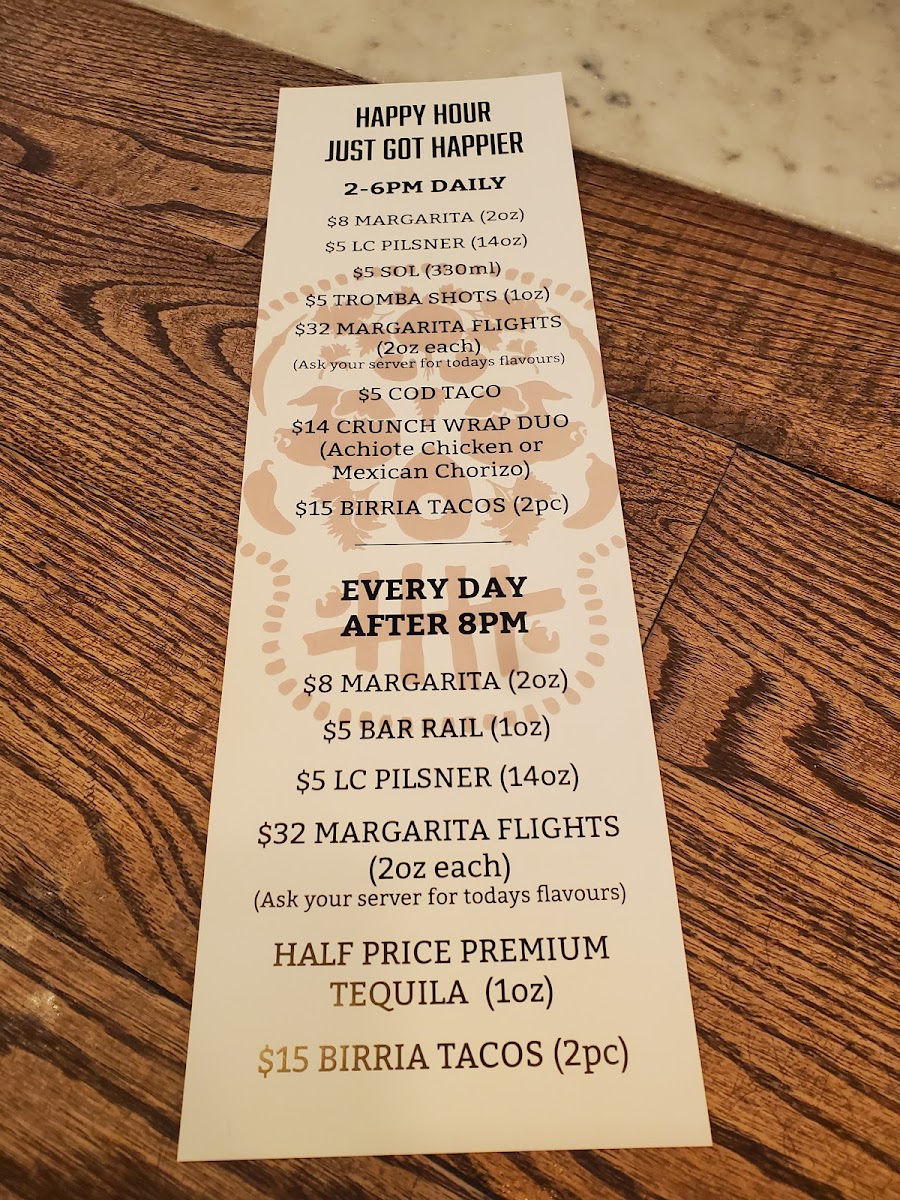 HAPPY HOUR
JUST GOT HAPPIER
2-6PM DAILY
$8 MARGARITA (2oz)
$5 LC PILSNER (14oz)
$5 SOL (330ml)
$5 TROMBA SHOTS (1oz)
$32 MARGARITA FLIGHTS
(2oz each)
(Ask your server for todays flavours)
$5 COD TACO
$14 CRUNCH WRAP DUO
(Achiote Chicken or
Mexican Chorizo)
$15 BIRRIA TACOS (2pc)
EVERY DAY
AFTER 8PM
$8 MARGARITA (2oz)
$5 BAR RAIL (1oz)
$5 LC PILSNER (14oz)
$32 MARGARITA FLIGHTS
(2oz each)
(Ask your server for todays flavours)
HALF PRICE PREMIUM
TEQUILA (1oz)
$15 BIRRIA TACOS (2pc)